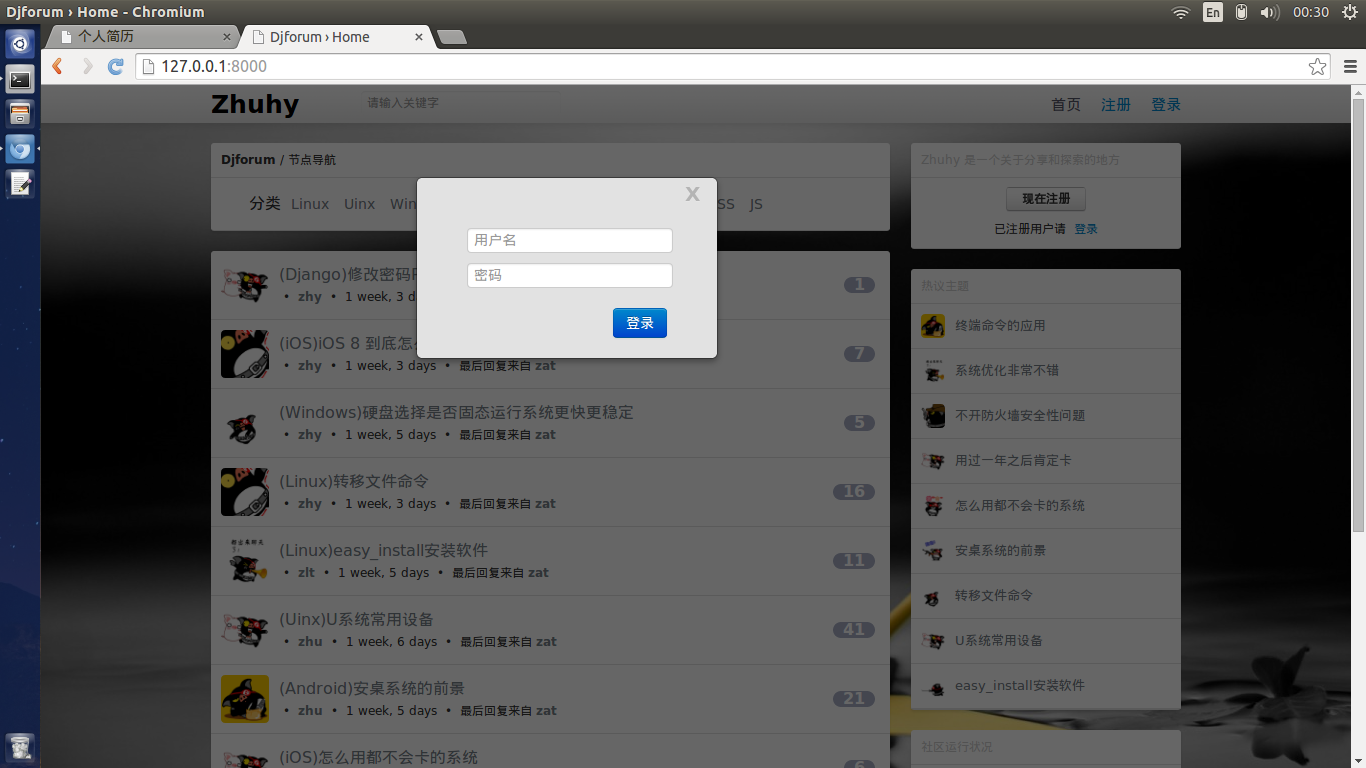 Djforum › Home - Chromium
En
00:30
个人简历
Djforum › Home
127.0.0.1:8000
Zhuhy
请输入关键字
首页 注册 登录
Djforum / 节点导航
分类 Linux Uinx Win
SS JS
X
用户名
密码
登录
(Django)修改密码
• zhy • 1 week, 3 d
1
(iOS)iOS 8 到底怎
• zhy • 1 week, 3 days • 最后回复来自 zat
7
(Windows)硬盘选择是否固态运行系统更快更稳定
• zhy • 1 week, 5 days • 最后回复来自 zat
5
(Linux)转移文件命令
• zhy • 1 week, 3 days • 最后回复来自 zat
16
(Linux)easy_install安装软件
• zlt • 1 week, 5 days • 最后回复来自 zat
11
(Uinx)U系统常用设备
• zhu • 1 week, 6 days • 最后回复来自 zat
41
(Android)安桌系统的前景
• zhu • 1 week, 5 days • 最后回复来自 zat
21
(iOS)怎么用都不会卡的系统
6
Zhuhy 是一个关于分享和探索的地方
现在注册
已注册用户请 登录
热议主题
终端命令的应用
系统优化非常不错
不开防火墙安全性问题
用过一年之后肯定卡
怎么用都不会卡的系统
安桌系统的前景
转移文件命令
U系统常用设备
easy_install安装软件
社区运行状况